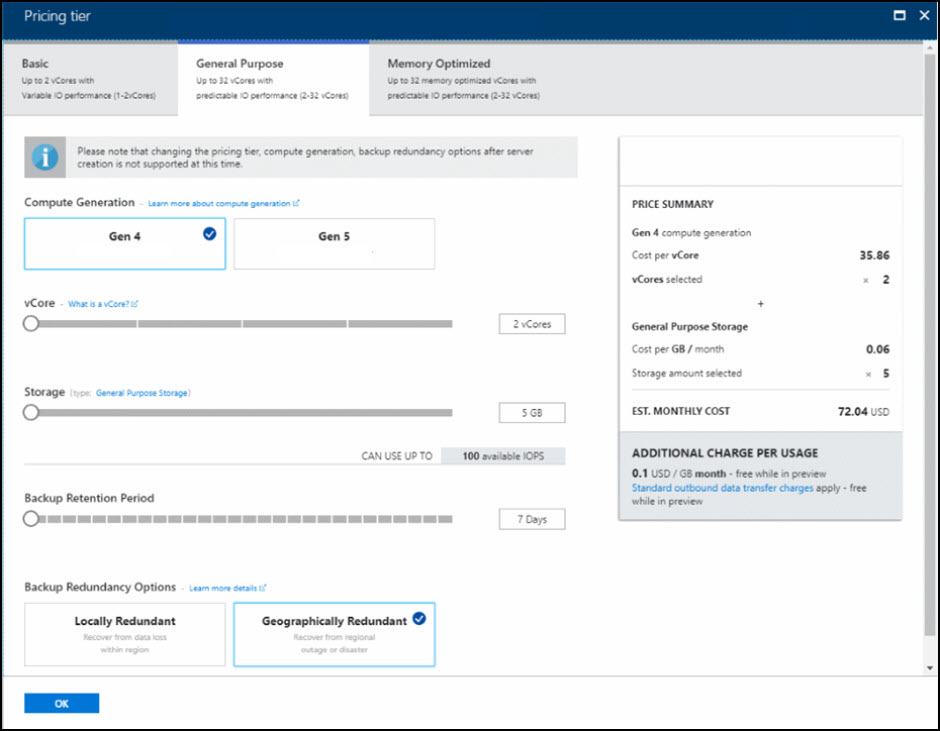 Pricing tier
Basic
Up to 2 vCores with
Variable IO performance (1-2vCores)
General Purpose
Up to 32 vCores with
predictable IO performance (2-32 vCores)
Memory Optimized
Up to 32 memory optimized vCores with
predictable IO performance (2-32 vCores)
Please note that changing the pricing tier, compute generation, backup redundancy options after server
creation is not supported at this time.
Compute Generation - Learn more about compute generation
Gen 4
Gen 5
vCore - What is a vCore?
2 vCores
Storage (type: General Purpose Storage)
5 GB
CAN USE UP TO 100 available IOPS
Backup Retention Period
7 Days
Backup Redundancy Options - Learn more details
Locally Redundant
Recover from data loss
within region
Geographically Redundant
Recover from regional
outage or disaster
OK
PRICE SUMMARY
Gen 4 compute generation
Cost per vCore 35.86
vCores selected × 2
+
General Purpose Storage
Cost per GB / month 0.06
Storage amount selected × 5
EST. MONTHLY COST 72.04 USD
ADDITIONAL CHARGE PER USAGE
0.1 USD / GB month - free while in preview
Standard outbound data transfer charges apply - free
while in preview